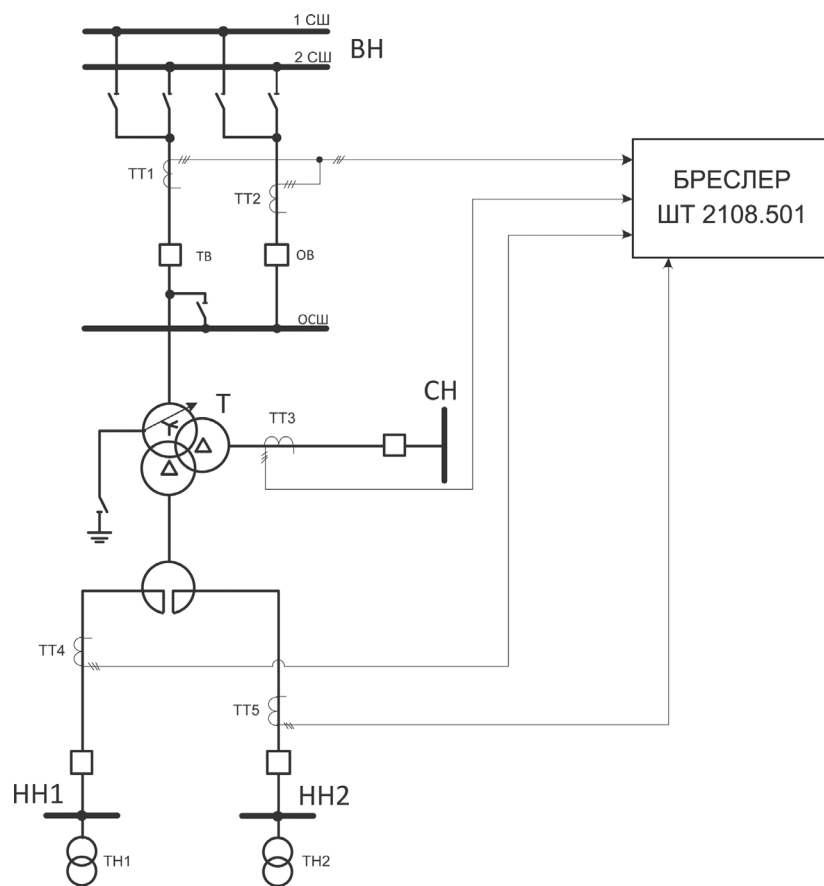 1 СШ
ВН
2 СШ
ТТ1
ТТ2
БРЕСЛЕР
ШТ 2108.501
ТВ
ОВ
ОСШ
Т
СН
ТТ3
ТТ4
ТТ5
НН1
НН2
ТН1
ТН2